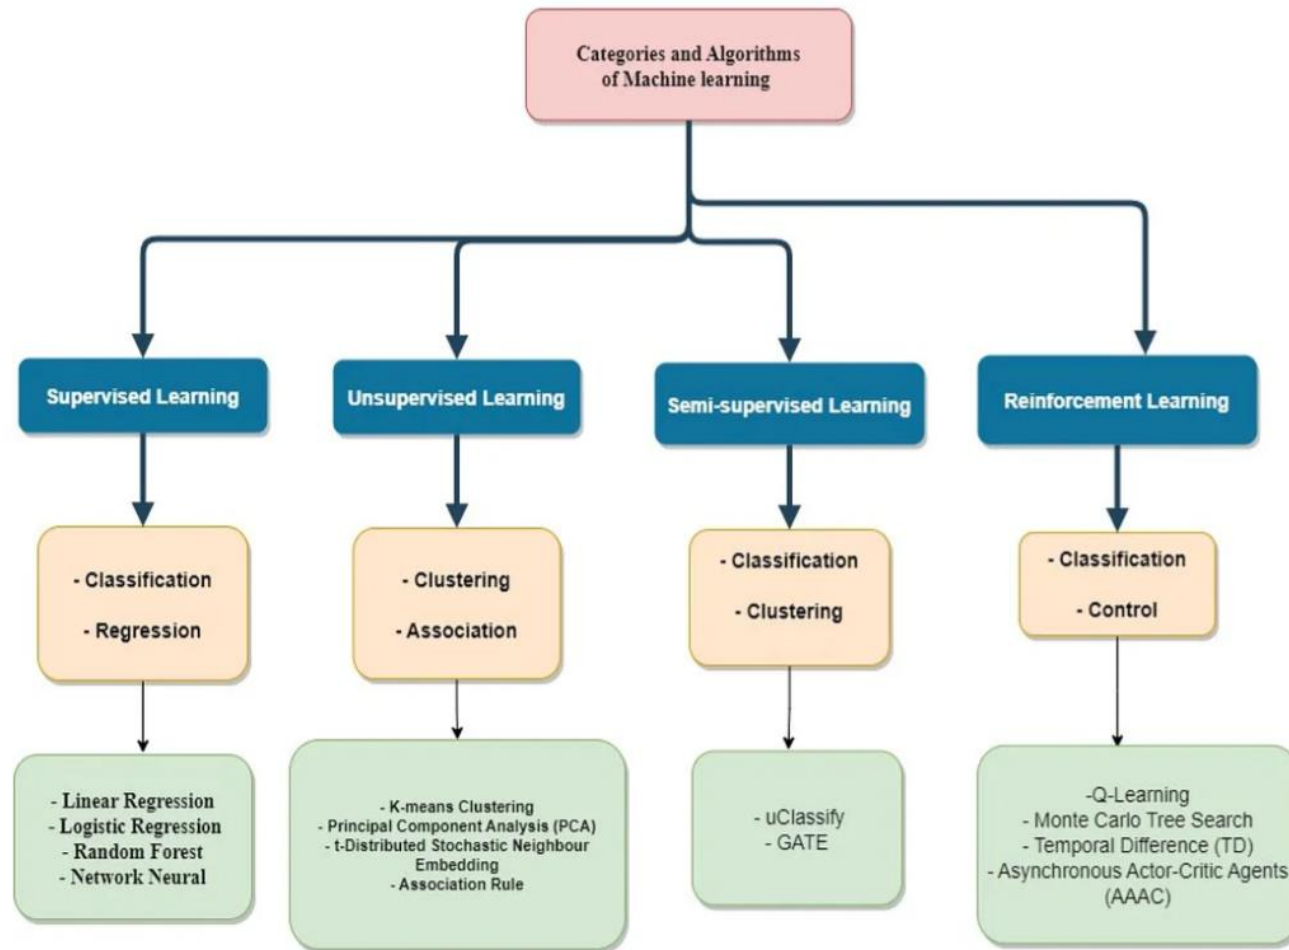 Categories and Algorithms
of Machine learning
Supervised Learning
Unsupervised Learning
Semi-supervised Learning
Reinforcement Learning
- Classification
- Regression
- Clustering
- Association
- Classification
- Clustering
- Classification
- Control
- Linear Regression
- Logistic Regression
- Random Forest
- Network Neural
- K-means Clustering
- Principal Component Analysis (PCA)
- t-Distributed Stochastic Neighbour
Embedding
- Association Rule
- uClassify
- GATE
-Q-Learning
- Monte Carlo Tree Search
- Temporal Difference (TD)
- Asynchronous Actor-Critic Agents
(AAAC)